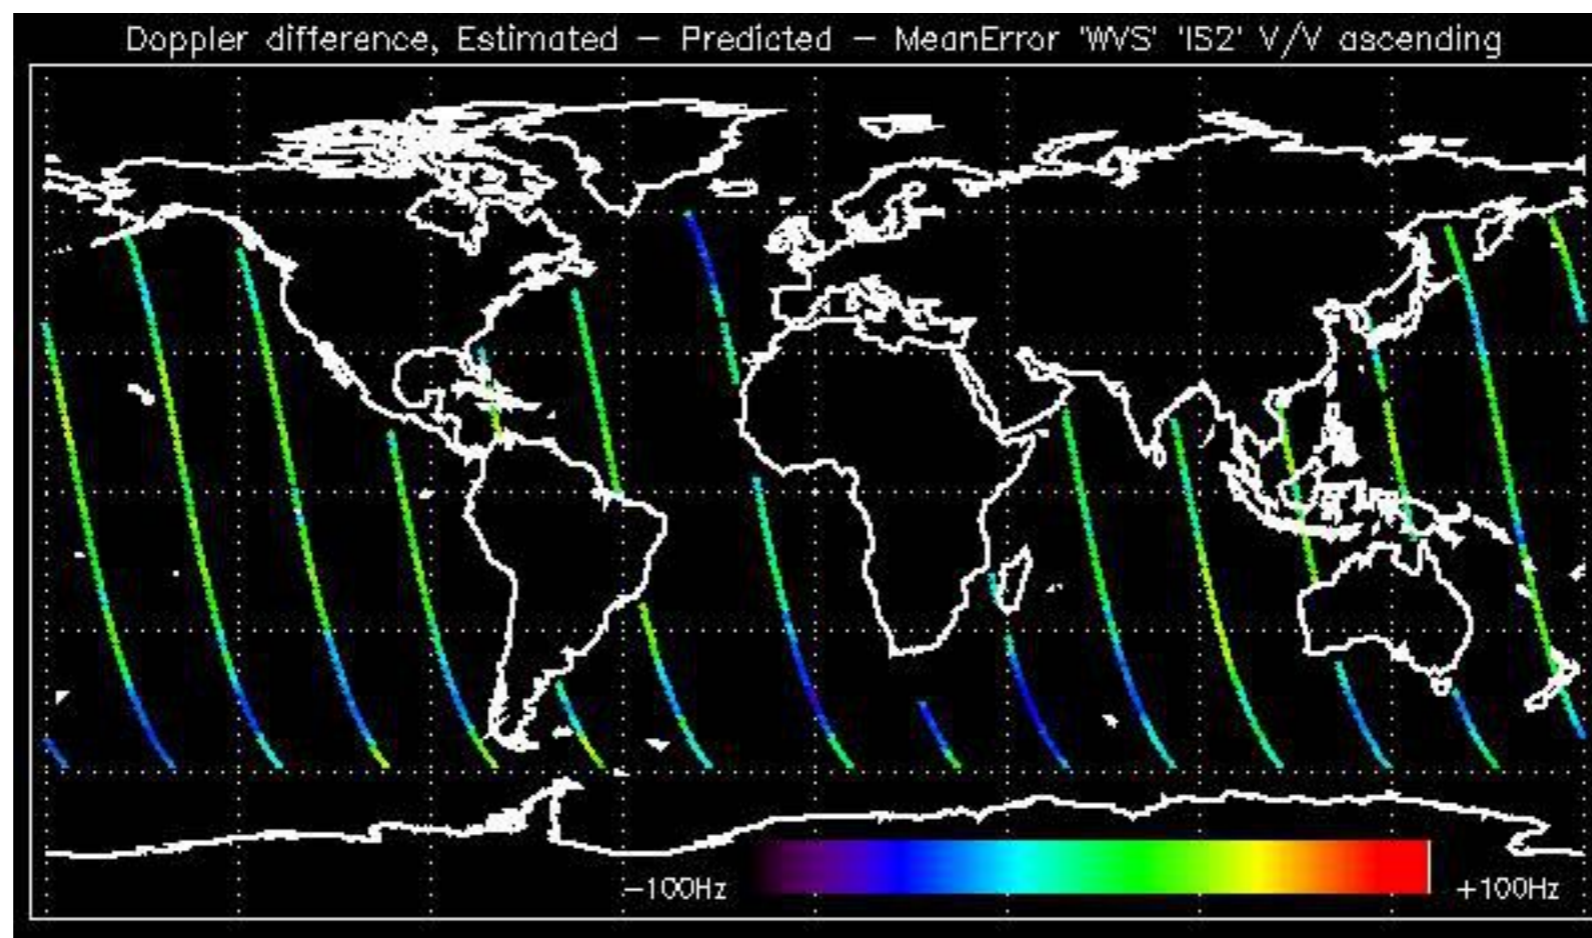 Doppler difference, Estimated – Predicted – MeanError 'WVS' 'IS2' V/V ascending
–100Hz +100Hz